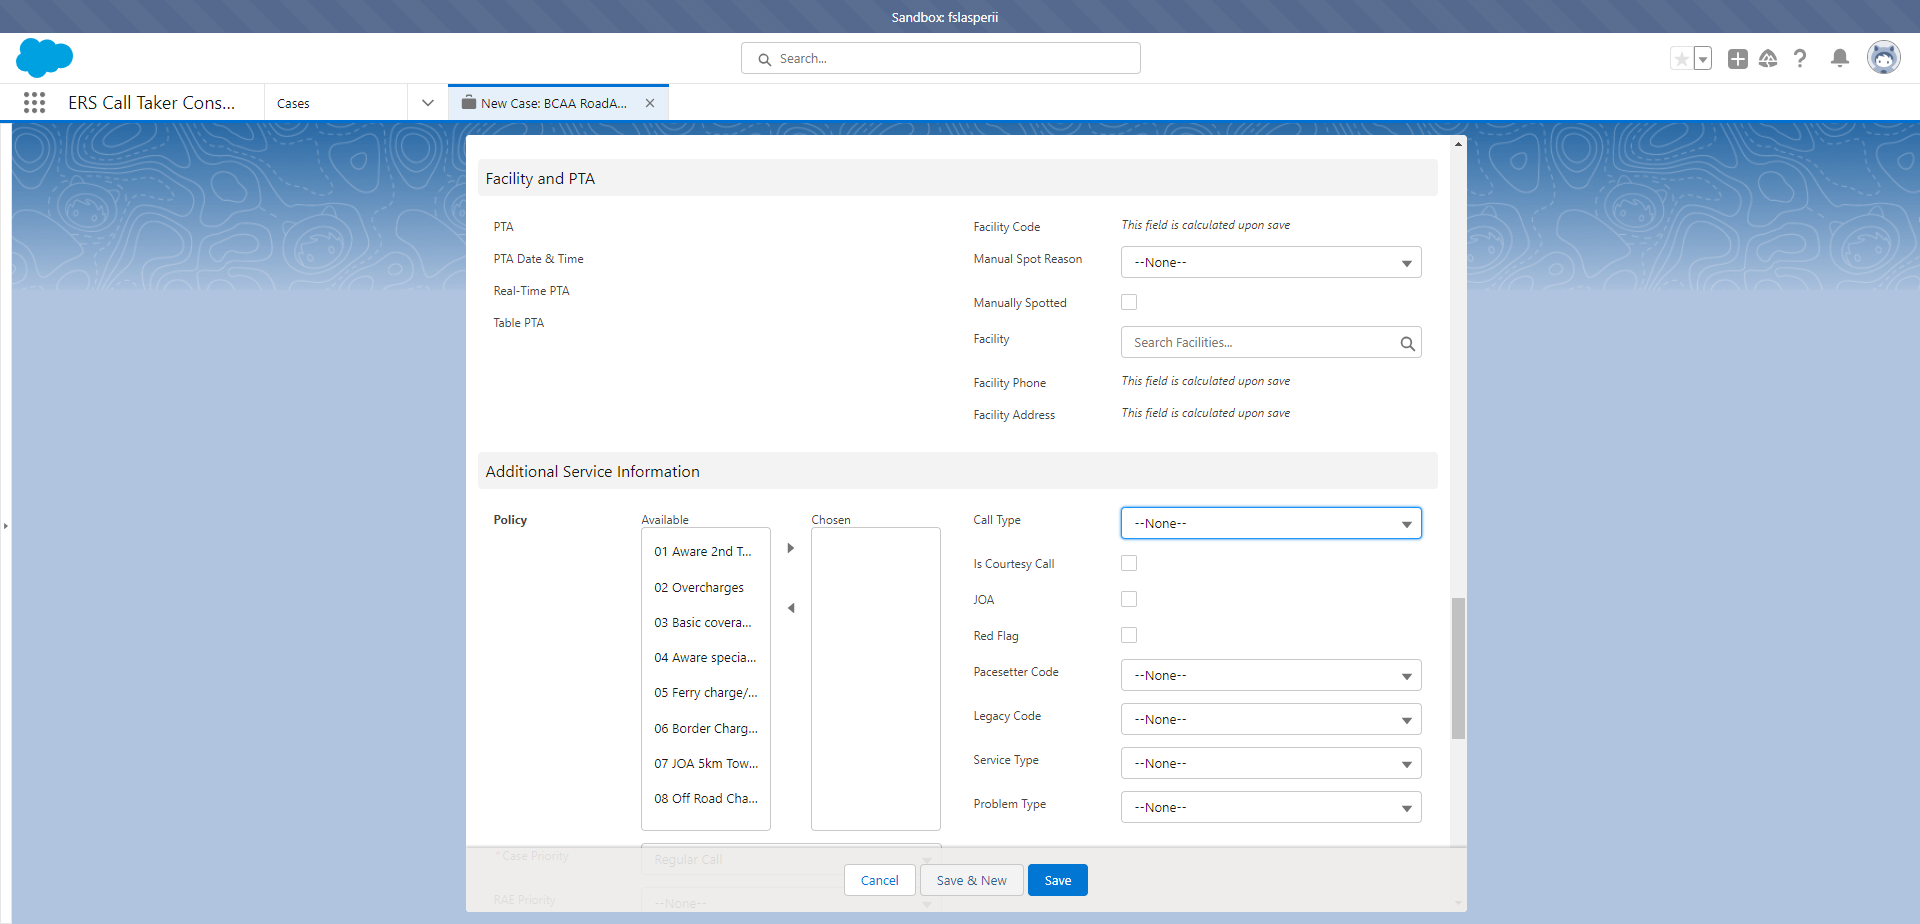 Sandbox: fslasperii
Search...
ERS Call Taker Cons...
Cases
New Case: BCAA RoadA...
Facility and PTA
PTA
PTA Date & Time
Real-Time PTA
Table PTA
Facility Code
This field is calculated upon save
Manual Spot Reason
--None--
Manually Spotted
Facility
Search Facilities...
Facility Phone
This field is calculated upon save
Facility Address
This field is calculated upon save
Additional Service Information
Policy
Available
Chosen
01 Aware 2nd T...
02 Overcharges
03 Basic covera...
04 Aware specia...
05 Ferry charge/...
06 Border Charg...
07 JOA 5km Tow...
08 Off Road Cha...
Call Type
--None--
Is Courtesy Call
JOA
Red Flag
Pacesetter Code
--None--
Legacy Code
--None--
Service Type
--None--
Problem Type
--None--
* Case Priority
Regular Call
RAE Priority
--None--
Cancel
Save & New
Save